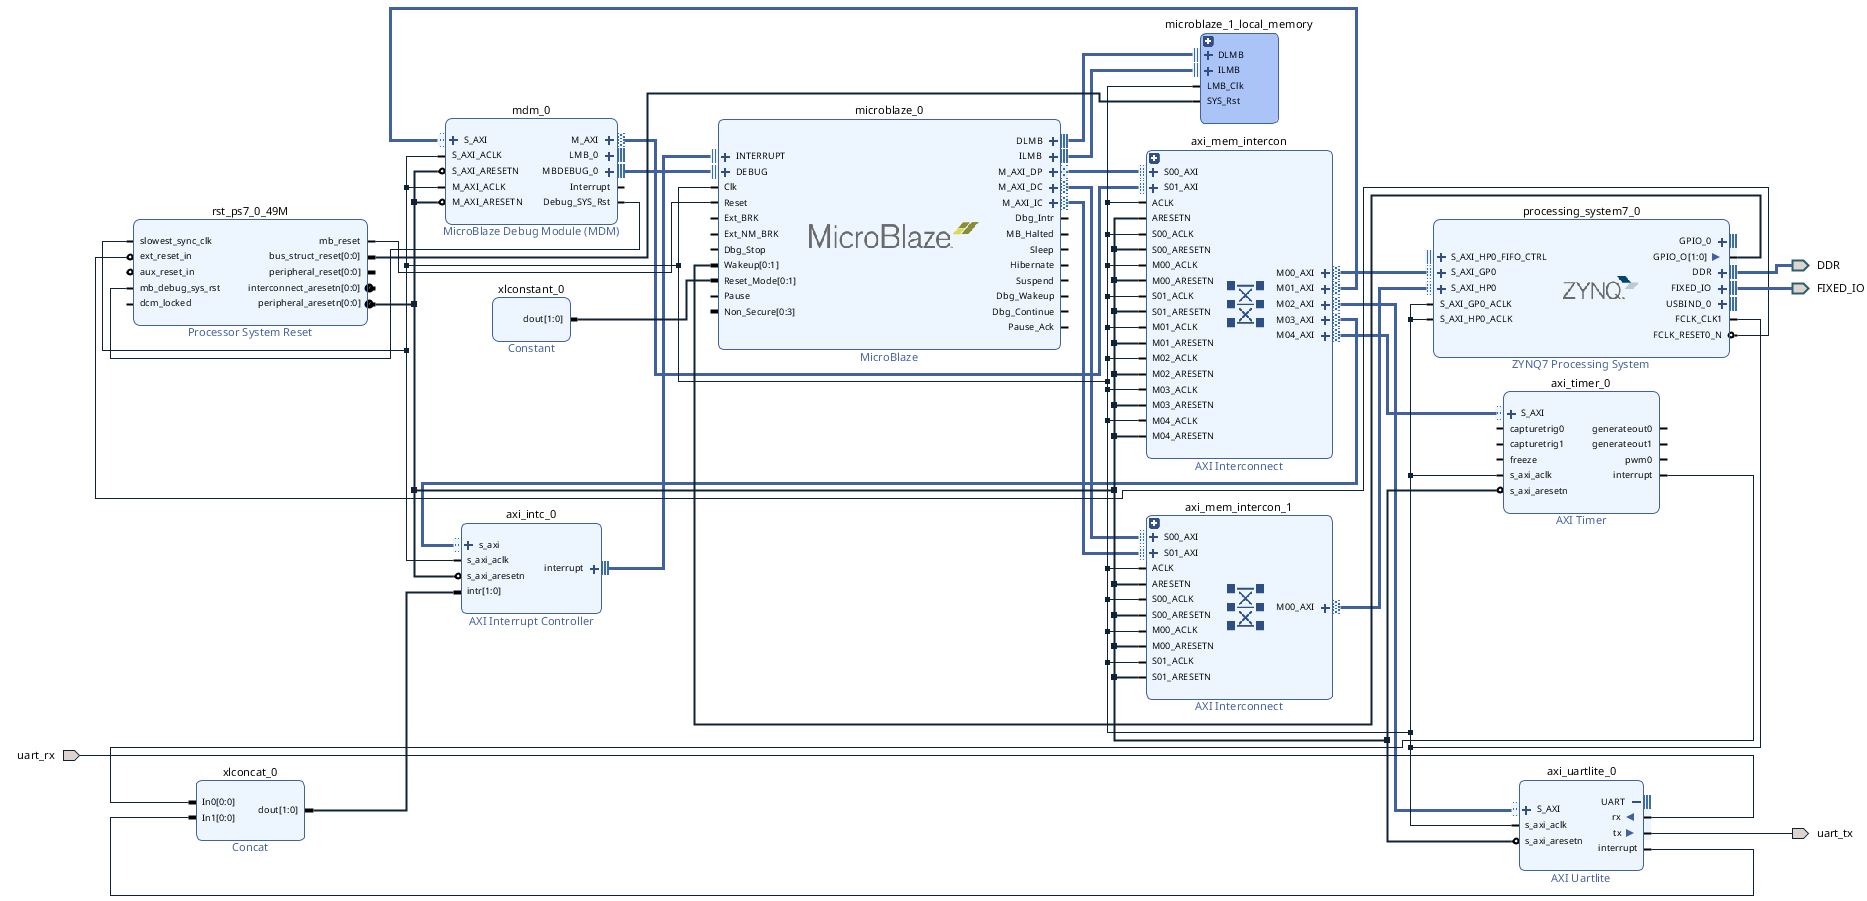 microblaze_1_local_memory
DLMB
ILMB
LMB_Clk
SYS_Rst
mdm_0
S_AXI
S_AXI_ACLK
S_AXI_ARESETN
M_AXI_ACLK
M_AXI_ARESETN
M_AXI
LMB_0
MBDEBUG_0
Interrupt
Debug_SYS_Rst
MicroBlaze Debug Module (MDM)
microblaze_0
INTERRUPT
DEBUG
Clk
Reset
Ext_BRK
Ext_NM_BRK
Dbg_Stop
Wakeup[0:1]
Reset_Mode[0:1]
Pause
Non_Secure[0:3]
MicroBlaze
DLMB
ILMB
M_AXI_DP
M_AXI_DC
M_AXI_IC
Dbg_Intr
MB_Halted
Sleep
Hibernate
Suspend
Dbg_Wakeup
Dbg_Continue
Pause_Ack
MicroBlaze
axi_mem_intercon
S00_AXI
S01_AXI
ACLK
ARESETN
S00_ACLK
S00_ARESETN
M00_ACLK
M00_ARESETN
S01_ACLK
S01_ARESETN
M01_ACLK
M01_ARESETN
M02_ACLK
M02_ARESETN
M03_ACLK
M03_ARESETN
M04_ACLK
M04_ARESETN
M00_AXI
M01_AXI
M02_AXI
M03_AXI
M04_AXI
AXI Interconnect
rst_ps7_0_49M
slowest_sync_clk
ext_reset_in
aux_reset_in
mb_debug_sys_rst
dcm_locked
mb_reset
bus_struct_reset[0:0]
peripheral_reset[0:0]
interconnect_aresetn[0:0]
peripheral_aresetn[0:0]
Processor System Reset
xlconstant_0
dout[1:0]
Constant
processing_system7_0
S_AXI_HP0_FIFO_CTRL
S_AXI_GP0
S_AXI_HP0
S_AXI_GP0_ACLK
S_AXI_HP0_ACLK
ZYNQ
GPIO_0
GPIO_O[1:0]
DDR
FIXED_IO
USBIND_0
FCLK_CLK1
FCLK_RESET0_N
ZYNQ7 Processing System
DDR
FIXED_IO
axi_timer_0
S_AXI
capturetrig0
capturetrig1
freeze
s_axi_aclk
s_axi_aresetn
generateout0
generateout1
pwm0
interrupt
AXI Timer
axi_intc_0
s_axi
s_axi_aclk
s_axi_aresetn
intr[1:0]
interrupt
AXI Interrupt Controller
axi_mem_intercon_1
S00_AXI
S01_AXI
ACLK
ARESETN
S00_ACLK
S00_ARESETN
M00_ACLK
M00_ARESETN
S01_ACLK
S01_ARESETN
M00_AXI
AXI Interconnect
uart_rx
xlconcat_0
In0[0:0]
In1[0:0]
dout[1:0]
Concat
axi_uartlite_0
S_AXI
s_axi_aclk
s_axi_aresetn
UART
rx
tx
interrupt
AXI Uartlite
uart_tx